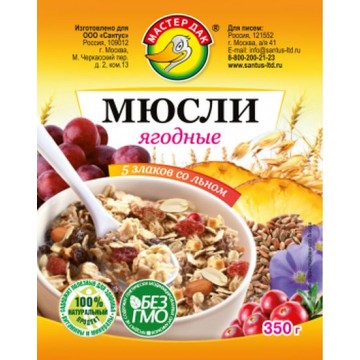 Изготовлено для
ООО «Сантус»
Россия, 109012
г. Москва,
М. Черкасский пер.
д. 2, ком.13
МАСТЕР ДАК
®
Для писем:
Россия, 121552
г. Москва, а/я 41
E-mail: info@santus-ltd.ru
8-800-200-21-23
www.santus-ltd.ru
МЮСЛИ
ягодные
5 злаков со льном
100%
НАТУРАЛЬНЫЙ
ПРОДУКТ
БЕЗ
ГМО
350 г